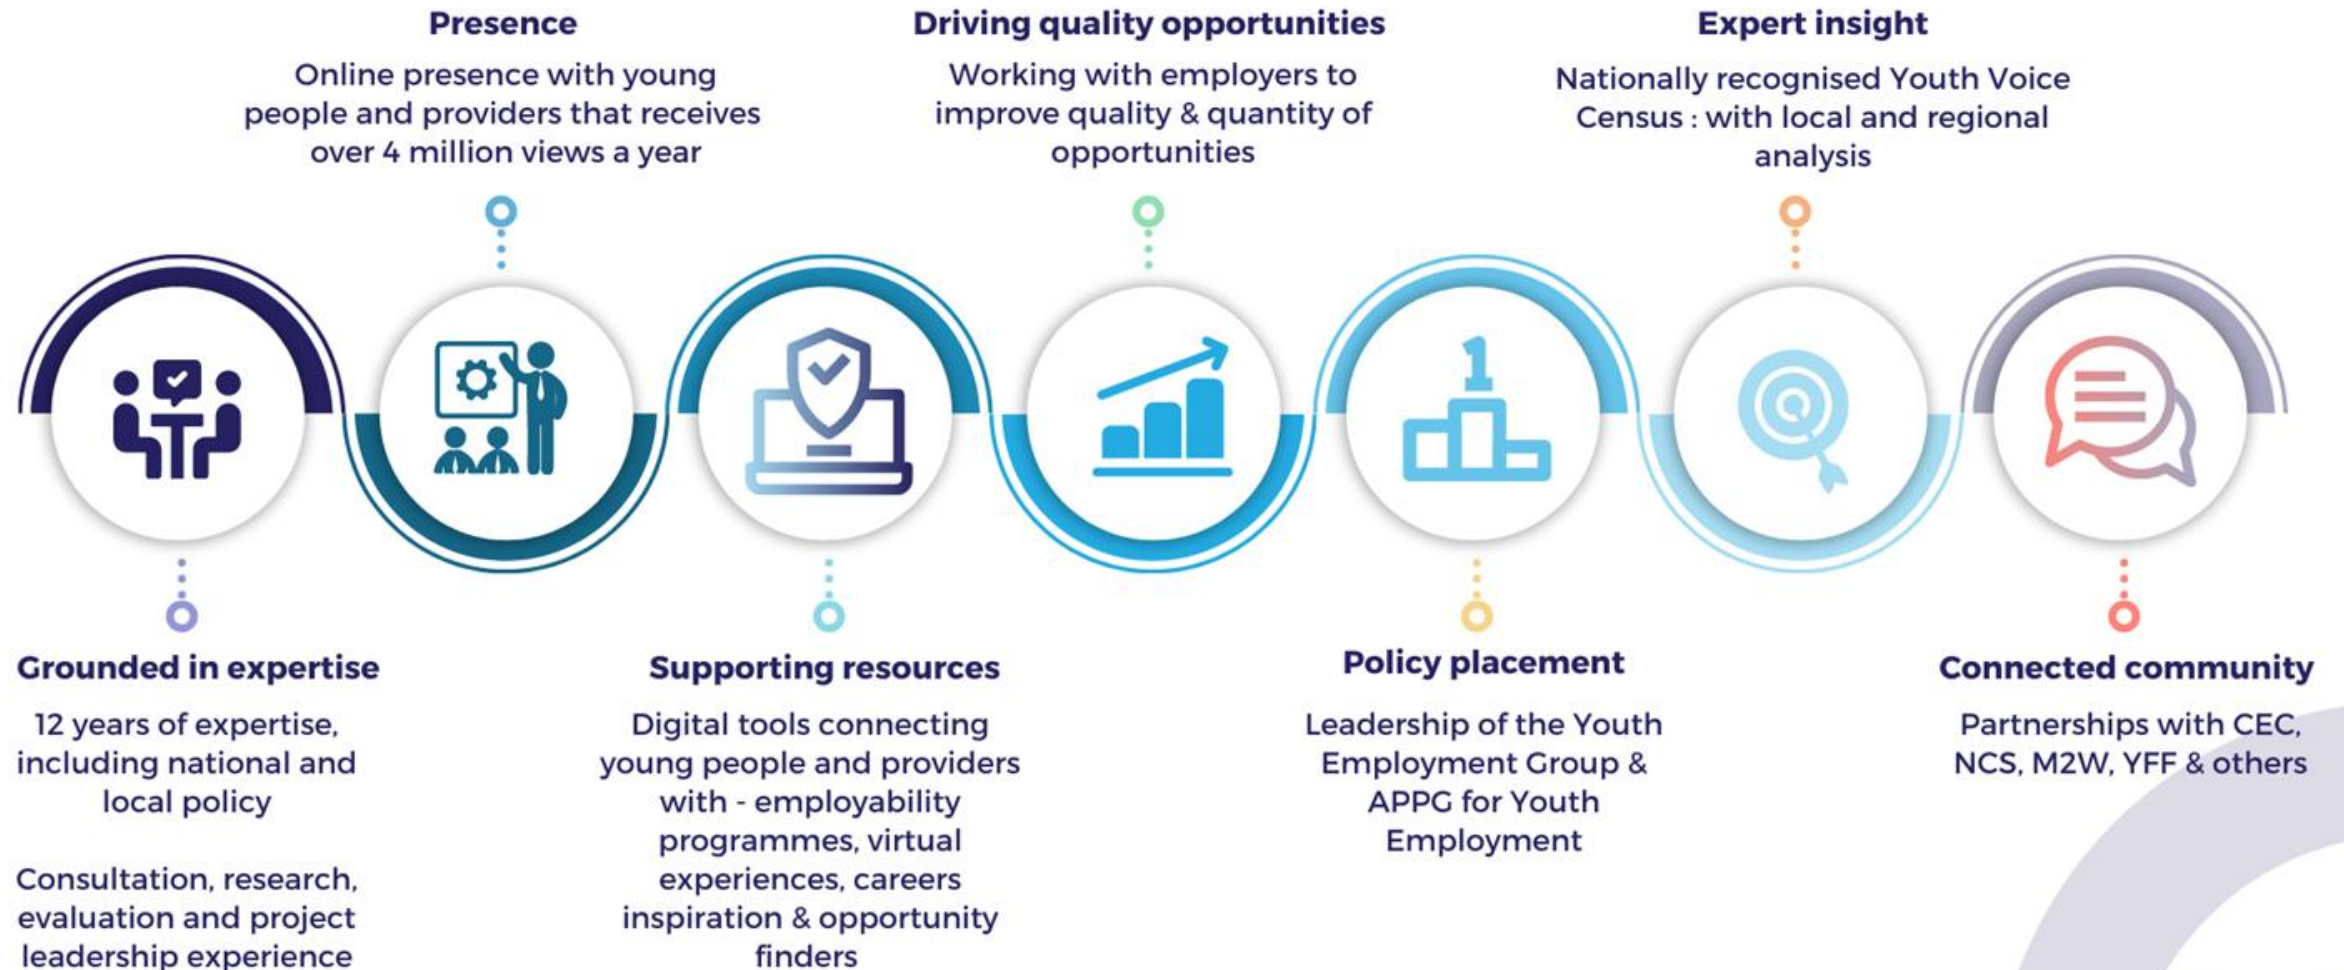 Presence
Online presence with young
people and providers that receives
over 4 million views a year
Driving quality opportunities
Working with employers to
improve quality & quantity of
opportunities
Expert insight
Nationally recognised Youth Voice
Census : with local and regional
analysis
1
Grounded in expertise
12 years of expertise,
including national and
local policy
Consultation, research,
evaluation and project
leadership experience
Supporting resources
Digital tools connecting
young people and providers
with - employability
programmes, virtual
experiences, careers
inspiration & opportunity
finders
Policy placement
Leadership of the Youth
Employment Group &
APPG for Youth
Employment
Connected community
Partnerships with CEC,
NCS, M2W, YFF & others